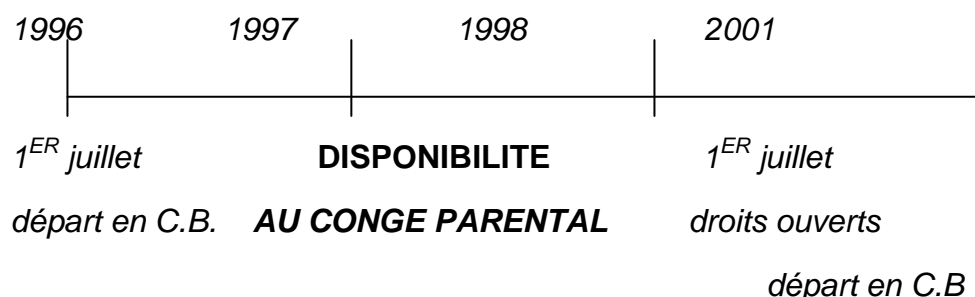 1996 1997 1998 2001
1ER juillet DISPONIBILITE 1ER juillet
départ en C.B. AU CONGE PARENTAL droits ouverts
départ en C.B